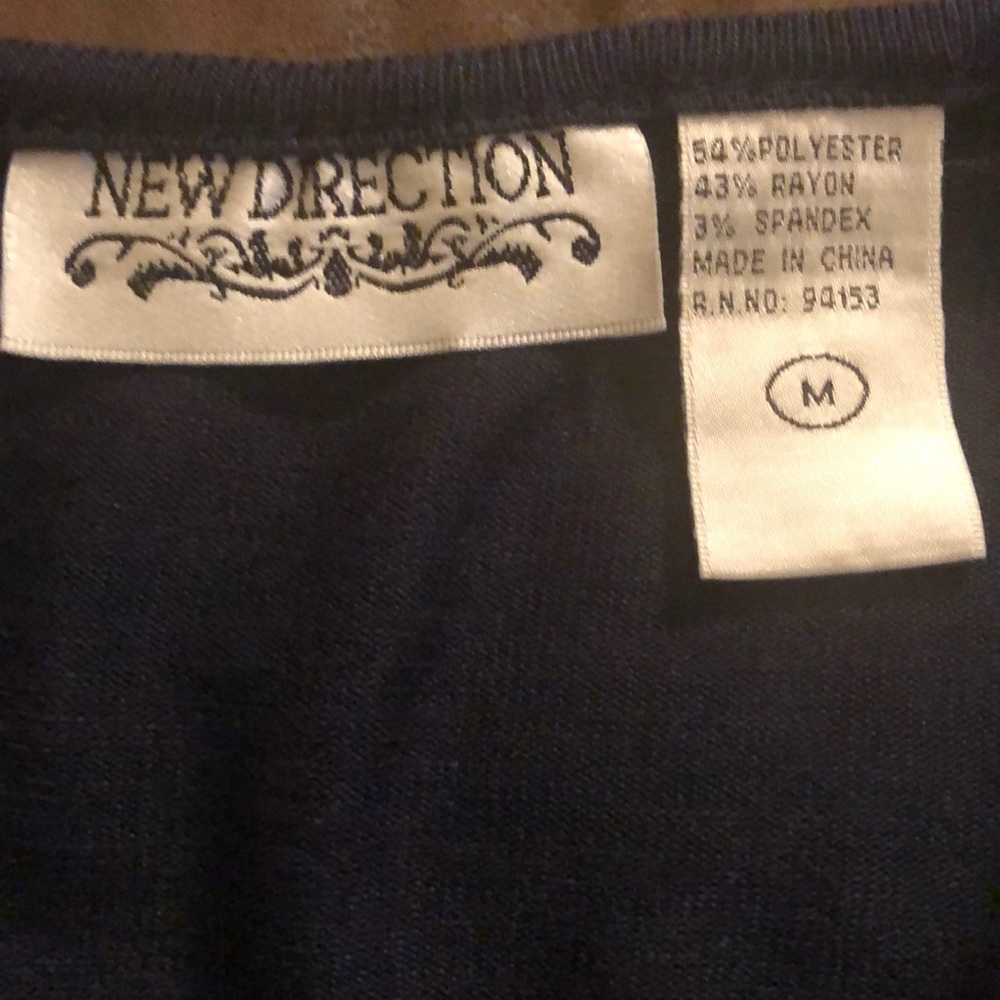 NEW DIRECTION
54%POLYESTER
43% RAYON
3% SPANDEX
MADE IN CHINA
R.N.NO: 94153
M